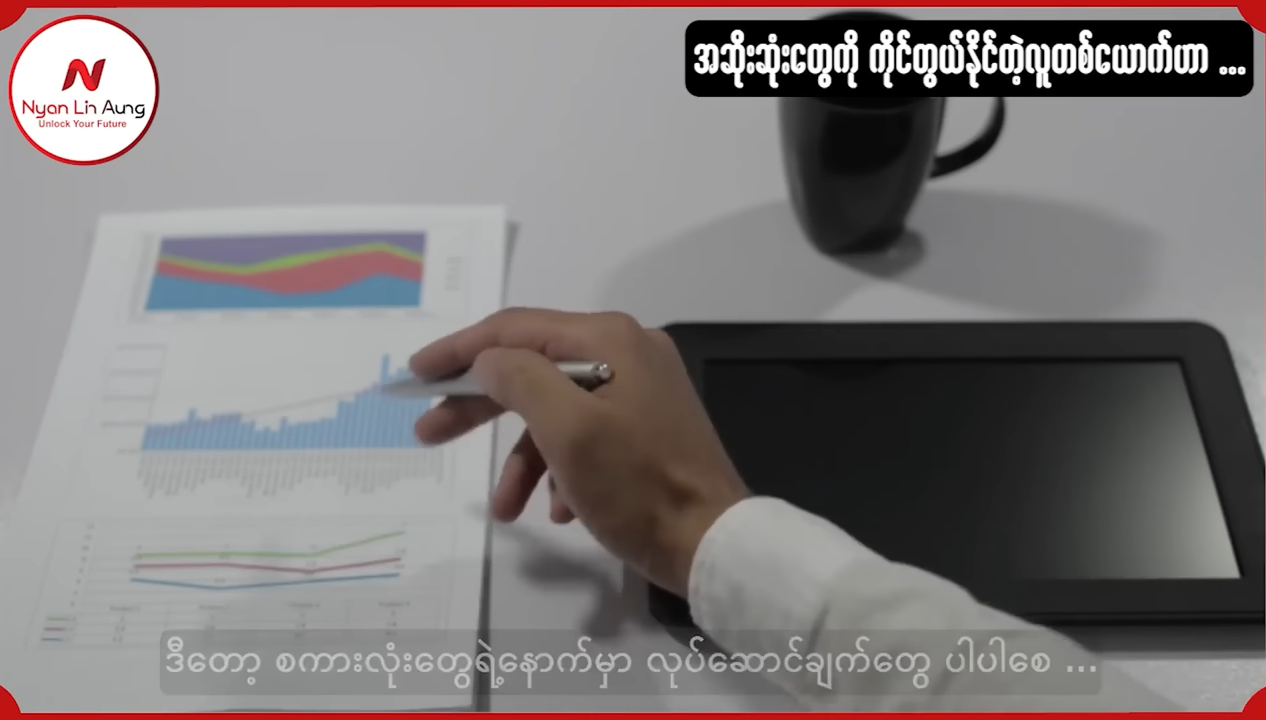 N
Nyan Lin Aung
Unlock Your Future
အဆိုးဆုံးတွေကို ကိုင်တွယ်နိုင်တဲ့လူတစ်ယောက်ဟာ ...
ဒီတော့ စကားလုံးတွေရဲ့နောက်မှာ လုပ်ဆောင်ချက်တွေ ပါပါစေ ...